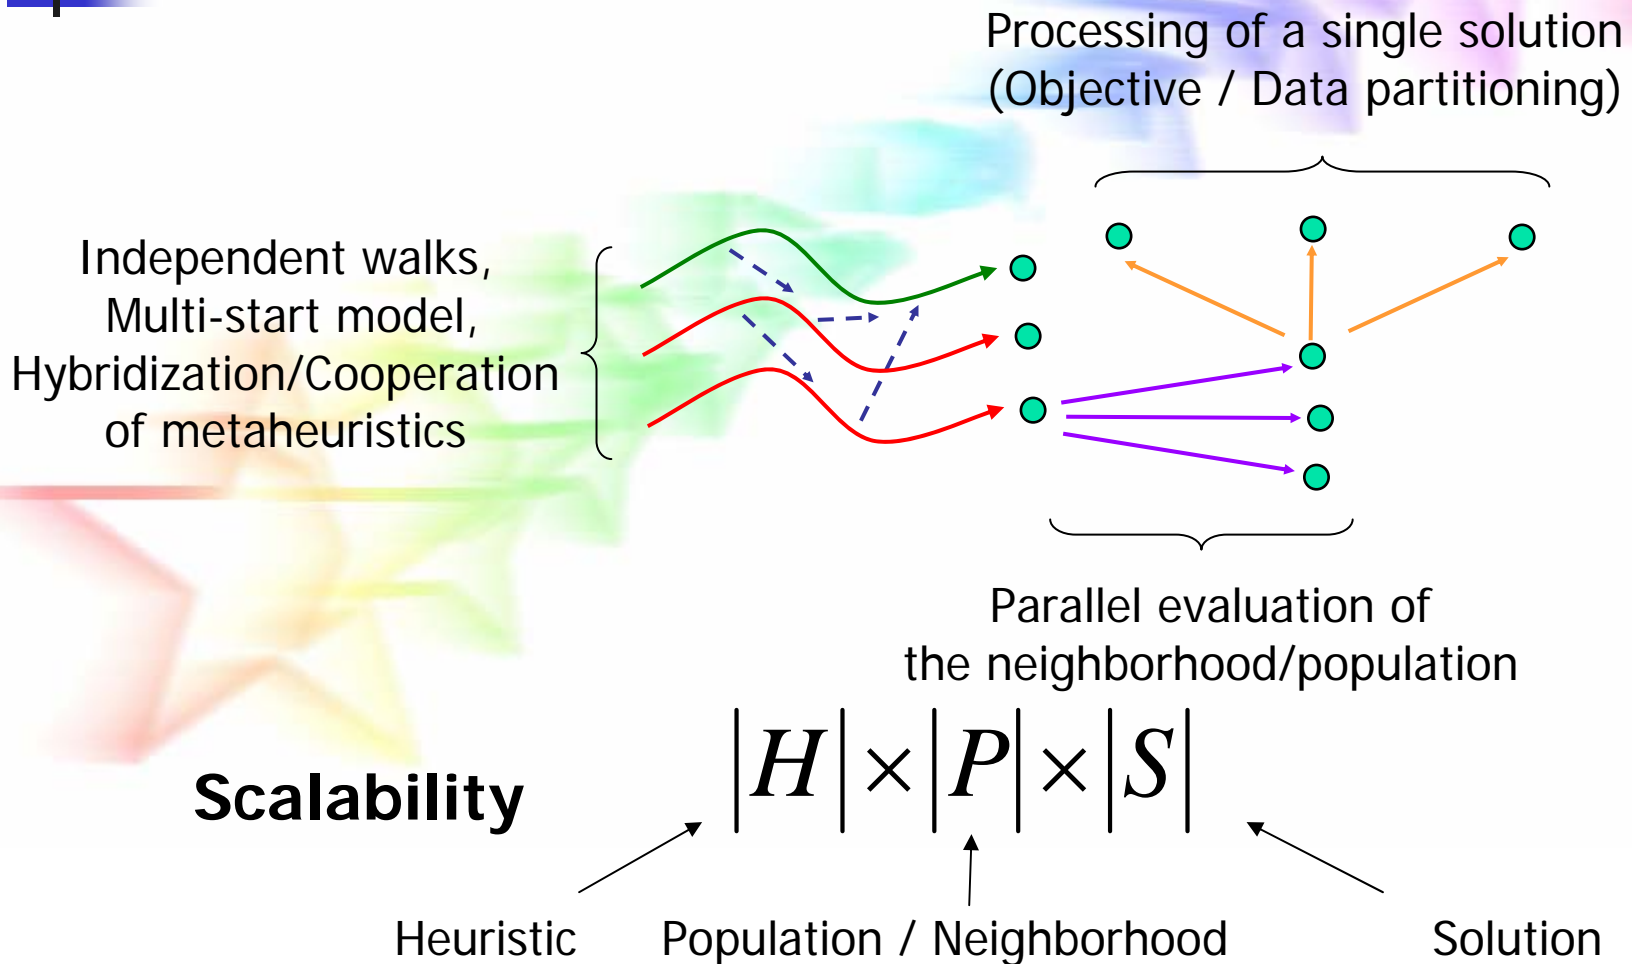 Processing of a single solution
(Objective / Data partitioning)
Independent walks,
Multi-start model,
Hybridization/Cooperation
of metaheuristics
Parallel evaluation of
the neighborhood/population
Scalability
|H|×|P|×|S|
Heuristic
Population / Neighborhood
Solution